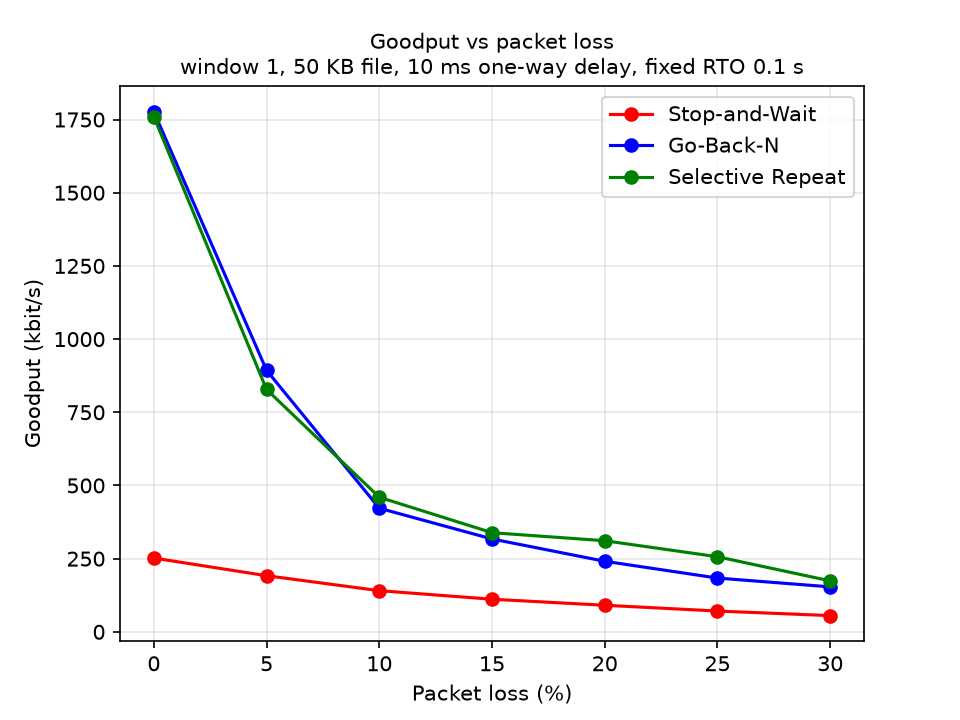 Goodput vs packet loss
window 1, 50 KB file, 10 ms one-way delay, fixed RTO 0.1 s
Stop-and-Wait
Go-Back-N
Selective Repeat
Goodput (kbit/s)
1750
1500
1250
1000
750
500
250
0
0 5 10 15 20 25 30
Packet loss (%)